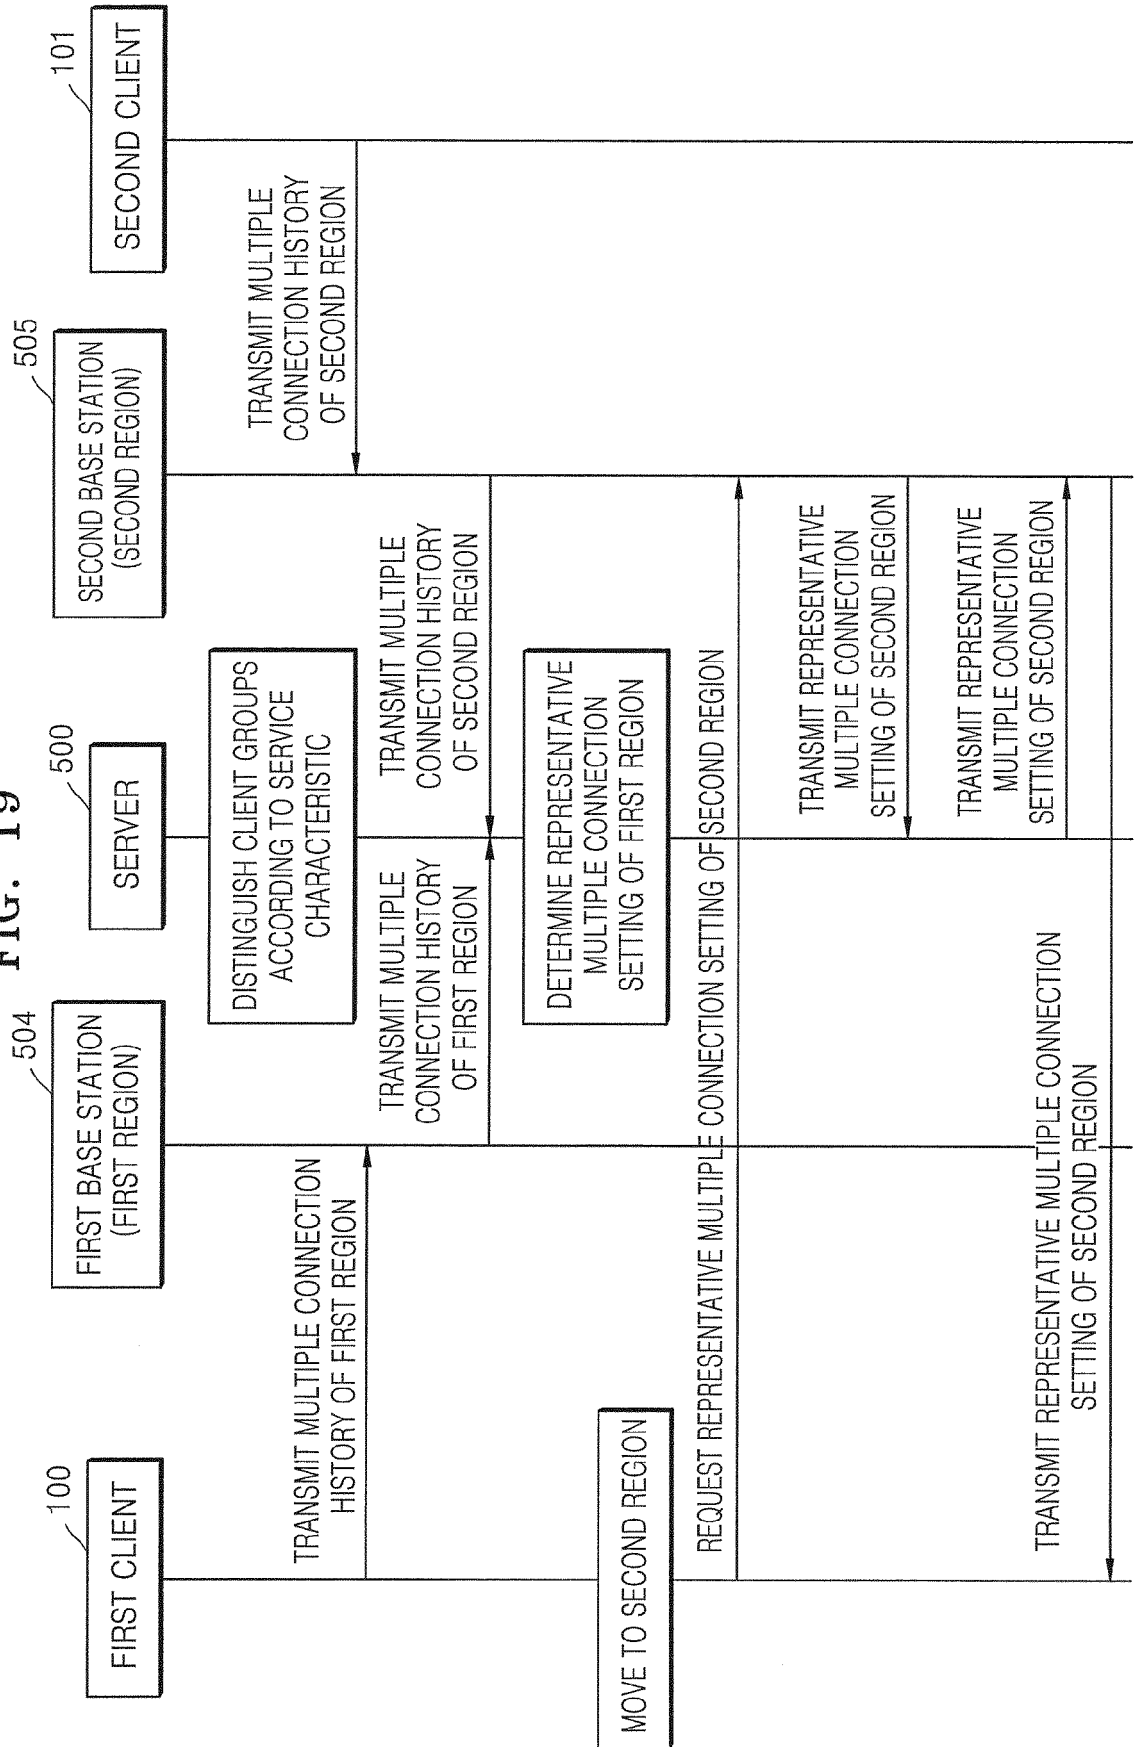 FIG. 19
100
FIRST CLIENT
504
FIRST BASE STATION
(FIRST REGION)
500
SERVER
505
SECOND BASE STATION
(SECOND REGION)
101
SECOND CLIENT
DISTINGUISH CLIENT GROUPS
ACCORDING TO SERVICE
CHARACTERISTIC
TRANSMIT MULTIPLE CONNECTION
HISTORY OF FIRST REGION
TRANSMIT MULTIPLE
CONNECTION HISTORY
OF SECOND REGION
TRANSMIT MULTIPLE
CONNECTION HISTORY
OF FIRST REGION
TRANSMIT MULTIPLE
CONNECTION HISTORY
OF SECOND REGION
DETERMINE REPRESENTATIVE
MULTIPLE CONNECTION
SETTING OF FIRST REGION
MOVE TO SECOND REGION
REQUEST REPRESENTATIVE MULTIPLE CONNECTION SETTING OF SECOND REGION
TRANSMIT REPRESENTATIVE
MULTIPLE CONNECTION
SETTING OF SECOND REGION
TRANSMIT REPRESENTATIVE
MULTIPLE CONNECTION
SETTING OF SECOND REGION
TRANSMIT REPRESENTATIVE MULTIPLE CONNECTION
SETTING OF SECOND REGION